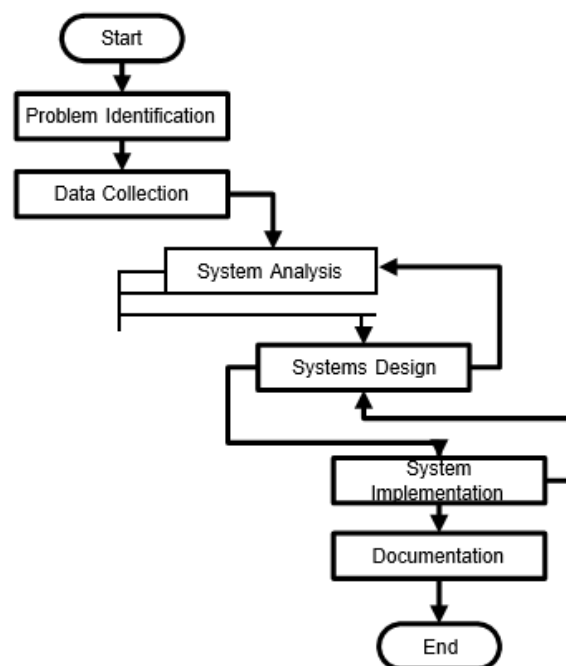 Start
Problem Identification
Data Collection
System Analysis
Systems Design
System
Implementation
Documentation
End